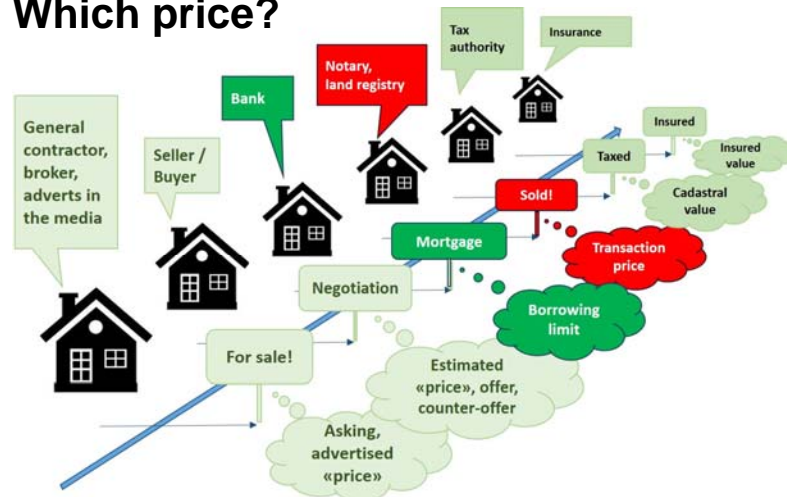 Which price?
Tax
authority
Insurance
Notary,
land registry
Bank
General
contractor,
broker,
adverts in
the media
Seller /
Buyer
Insured
Insured
value
Taxed
Cadastral
value
Sold!
Transaction
price
Mortgage
Borrowing
limit
Negotiation
Estimated
«price», offer,
counter-offer
For sale!
Asking,
advertised
«price»